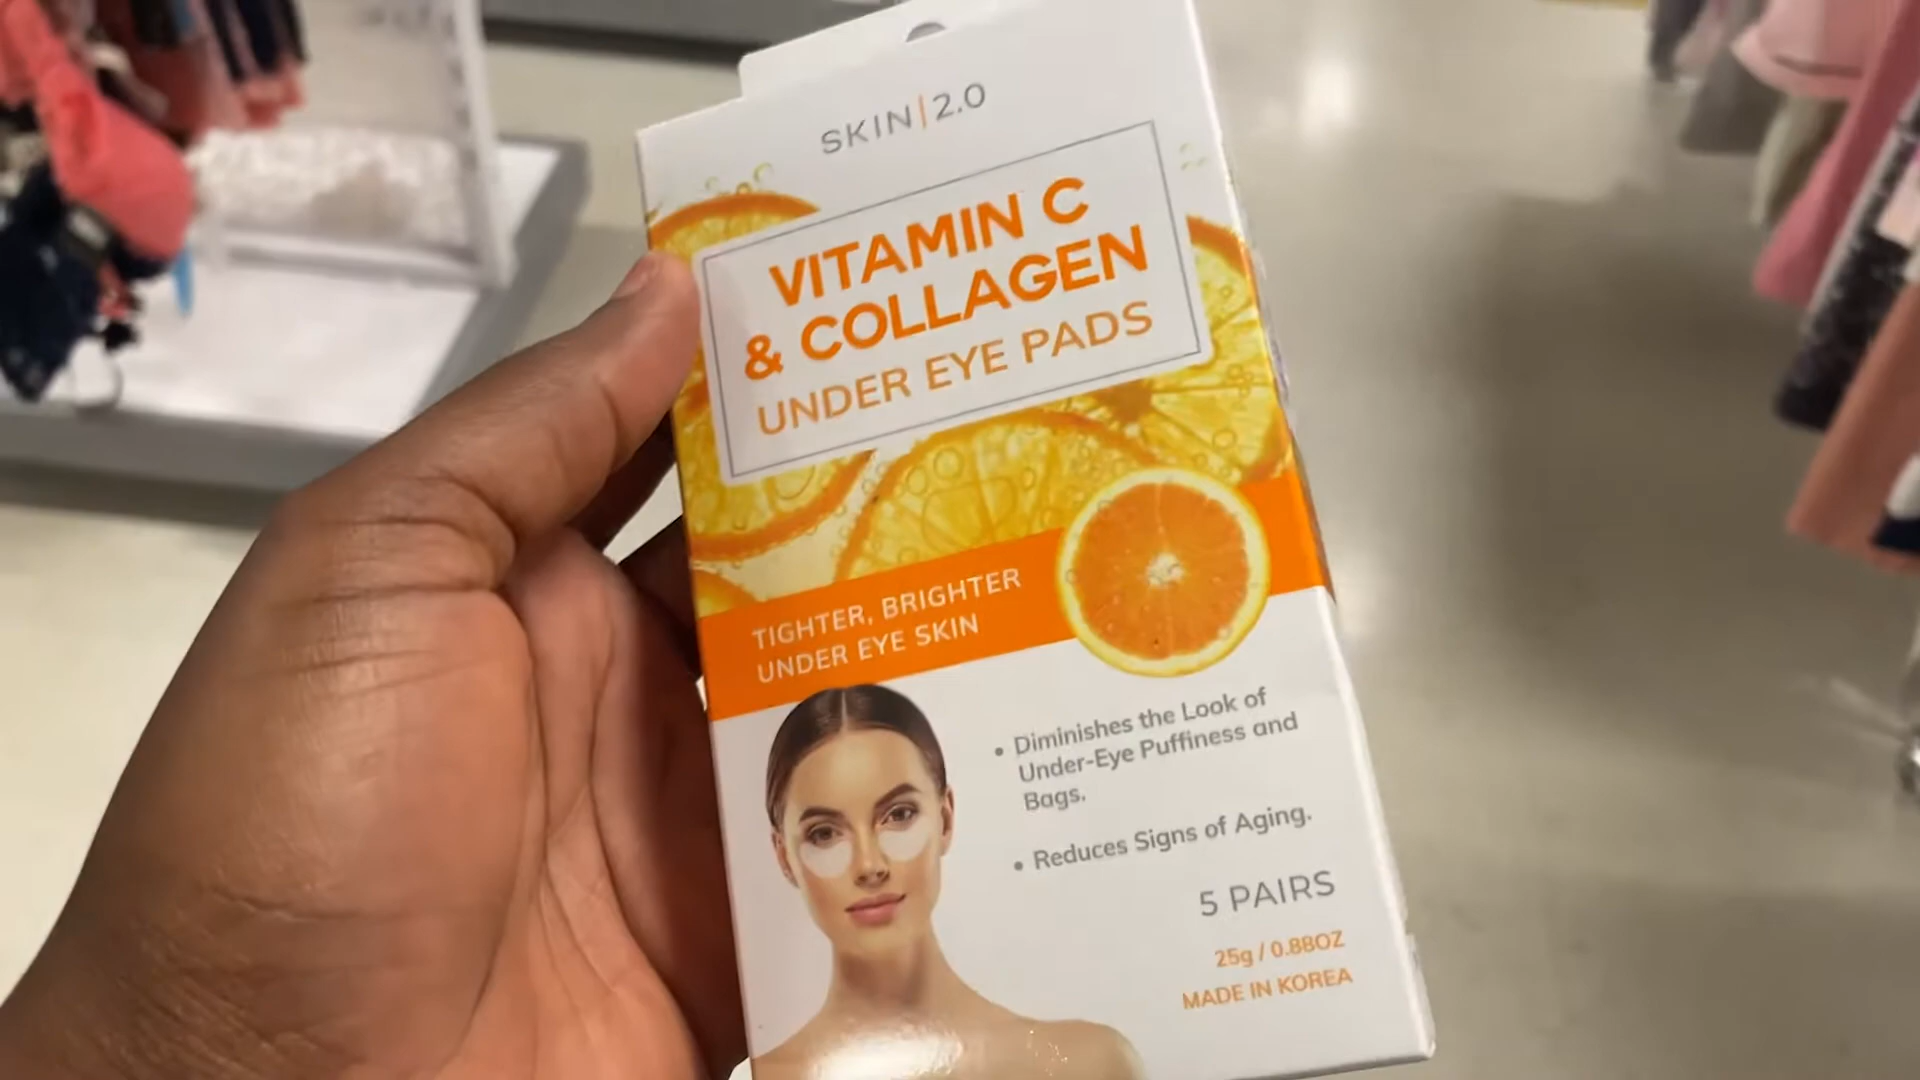 SKIN|2.0
VITAMIN C
& COLLAGEN
UNDER EYE PADS
TIGHTER, BRIGHTER
UNDER EYE SKIN
• Diminishes the Look of
Under-Eye Puffiness and
Bags.
• Reduces Signs of Aging.
5 PAIRS
25g / 0.88OZ
MADE IN KOREA